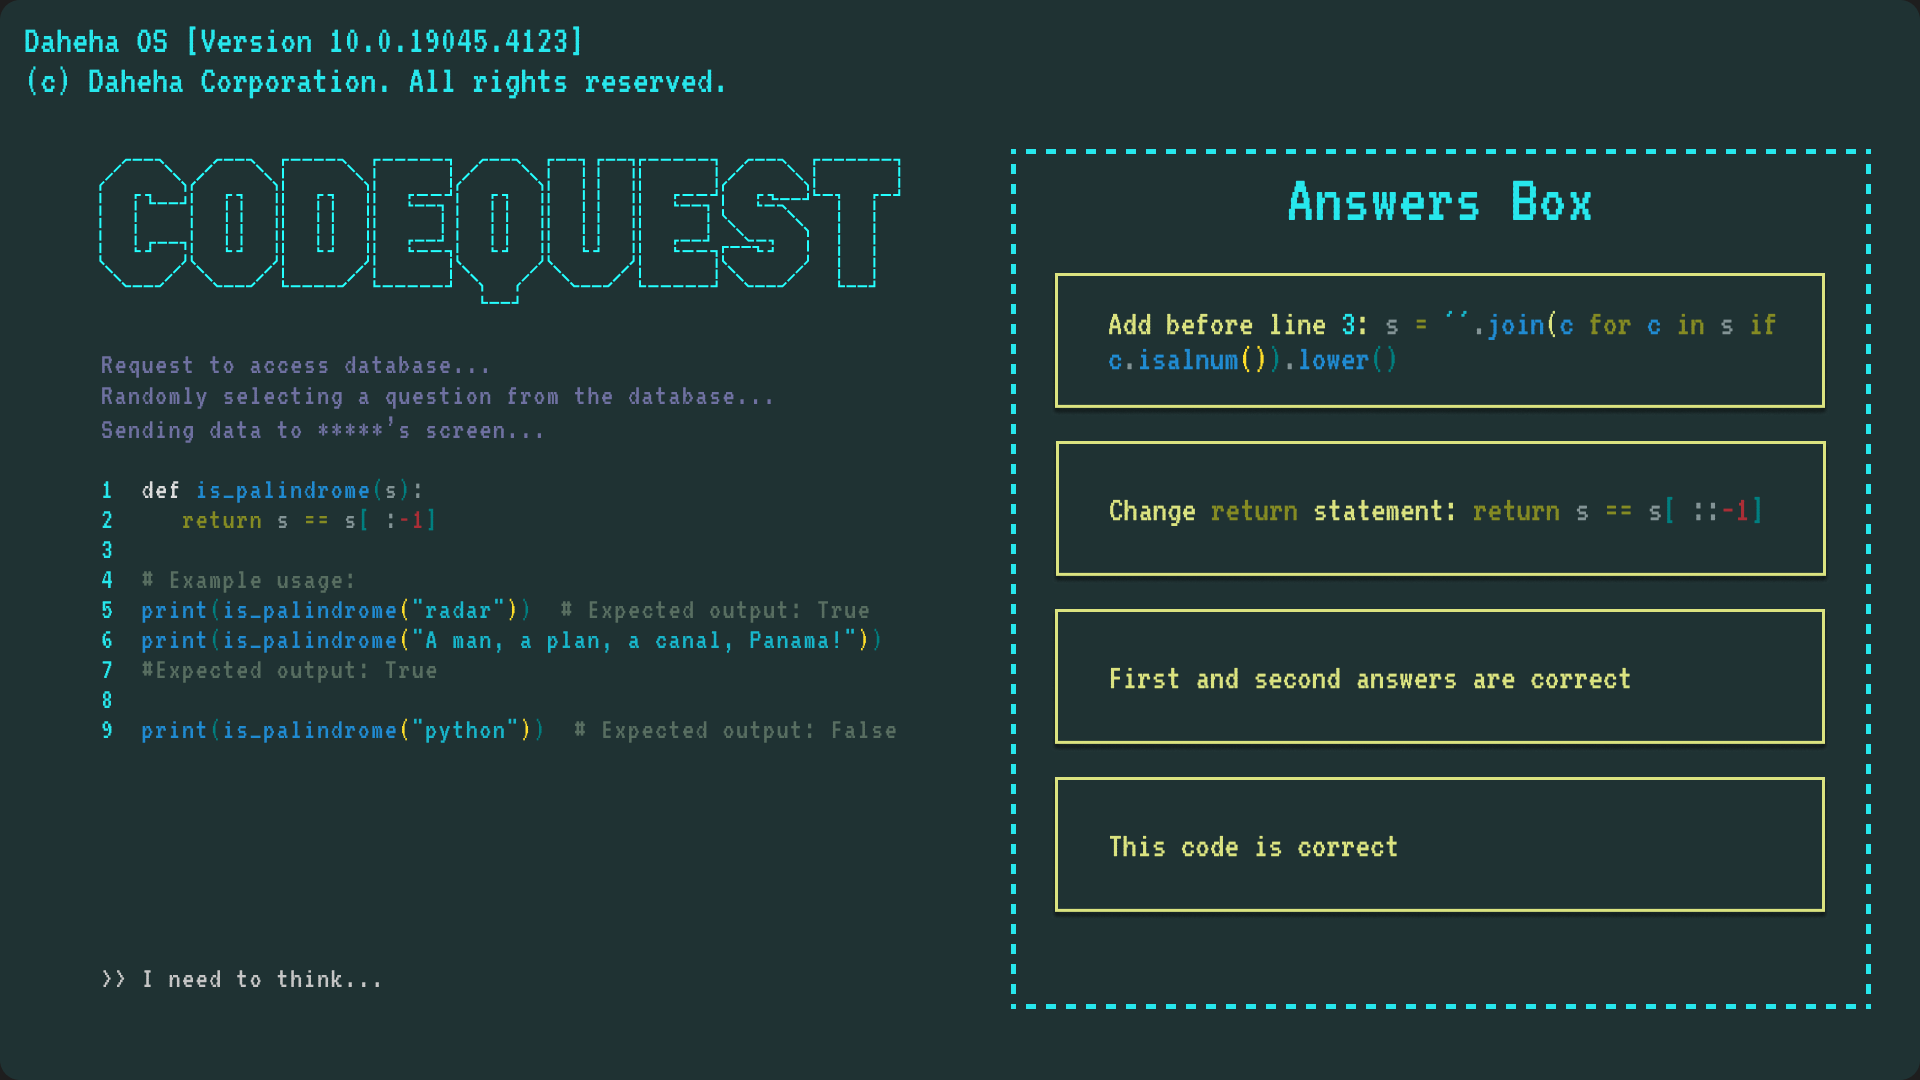 Daheha OS [Version 10.0.19045.4123]
(c) Daheha Corporation. All rights reserved.
CODEQUEST
Request to access database...
Randomly selecting a question from the database...
Sending data to *****'s screen...
1 def is_palindrome(s):
2 return s == s[ :-1]
3
4 # Example usage:
5 print(is_palindrome("radar")) # Expected output: True
6 print(is_palindrome("A man, a plan, a canal, Panama!"))
7 #Expected output: True
8
9 print(is_palindrome("python")) # Expected output: False
>> I need to think...
Answers Box
Add before line 3: s = ´´.join(c for c in s if
c.isalnum()).lower()
Change return statement: return s == s[ ::-1]
First and second answers are correct
This code is correct